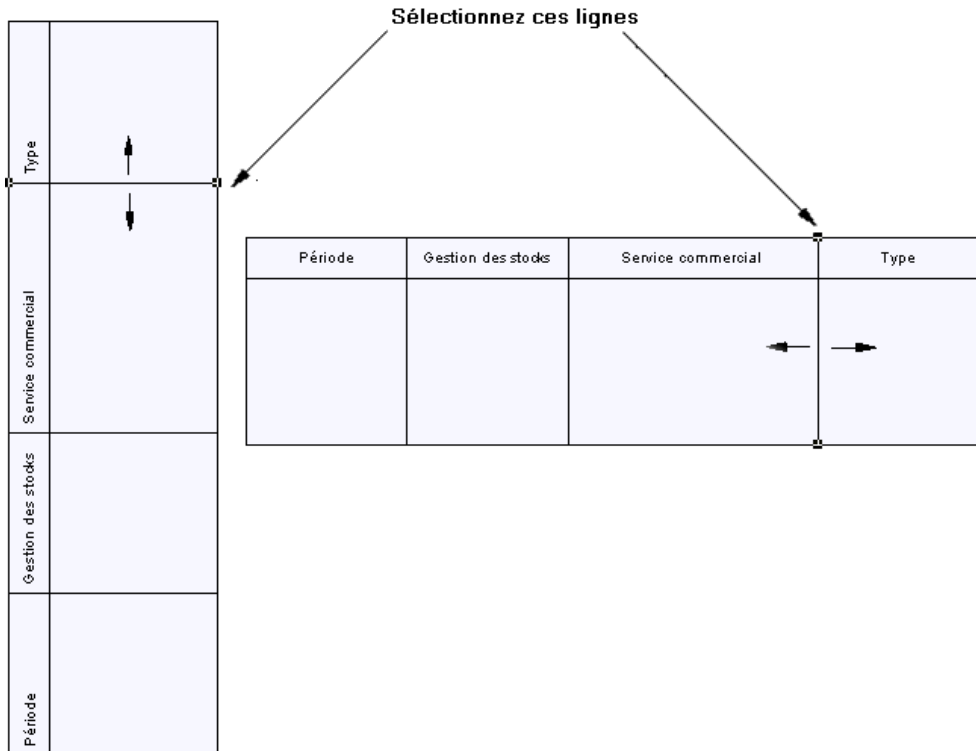 Sélectionnez ces lignes
Type
Service commercial
Gestion des stocks
Période
Période
Gestion des stocks
Service commercial
Type